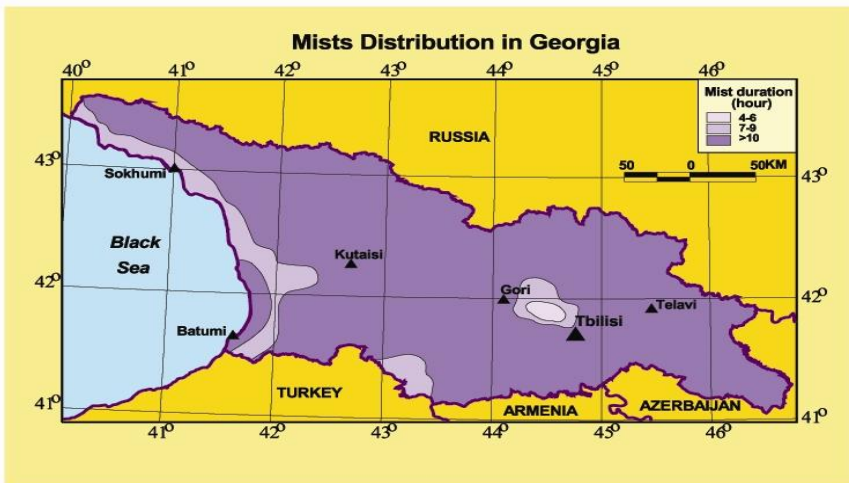 Mists Distribution in Georgia
40° 41° 42° 43° 44° 45° 46°
Mist duration
(hour)
4-6
7-9
>10
RUSSIA
43°
43°
50 0 50KM
Sokhumi
Black
Sea
Kutaisi
42°
42°
Gori
Telavi
Tbilisi
Batumi
TURKEY
ARMENIA
AZERBAIJAN
41°
41°
41° 42° 43° 44° 45° 46°